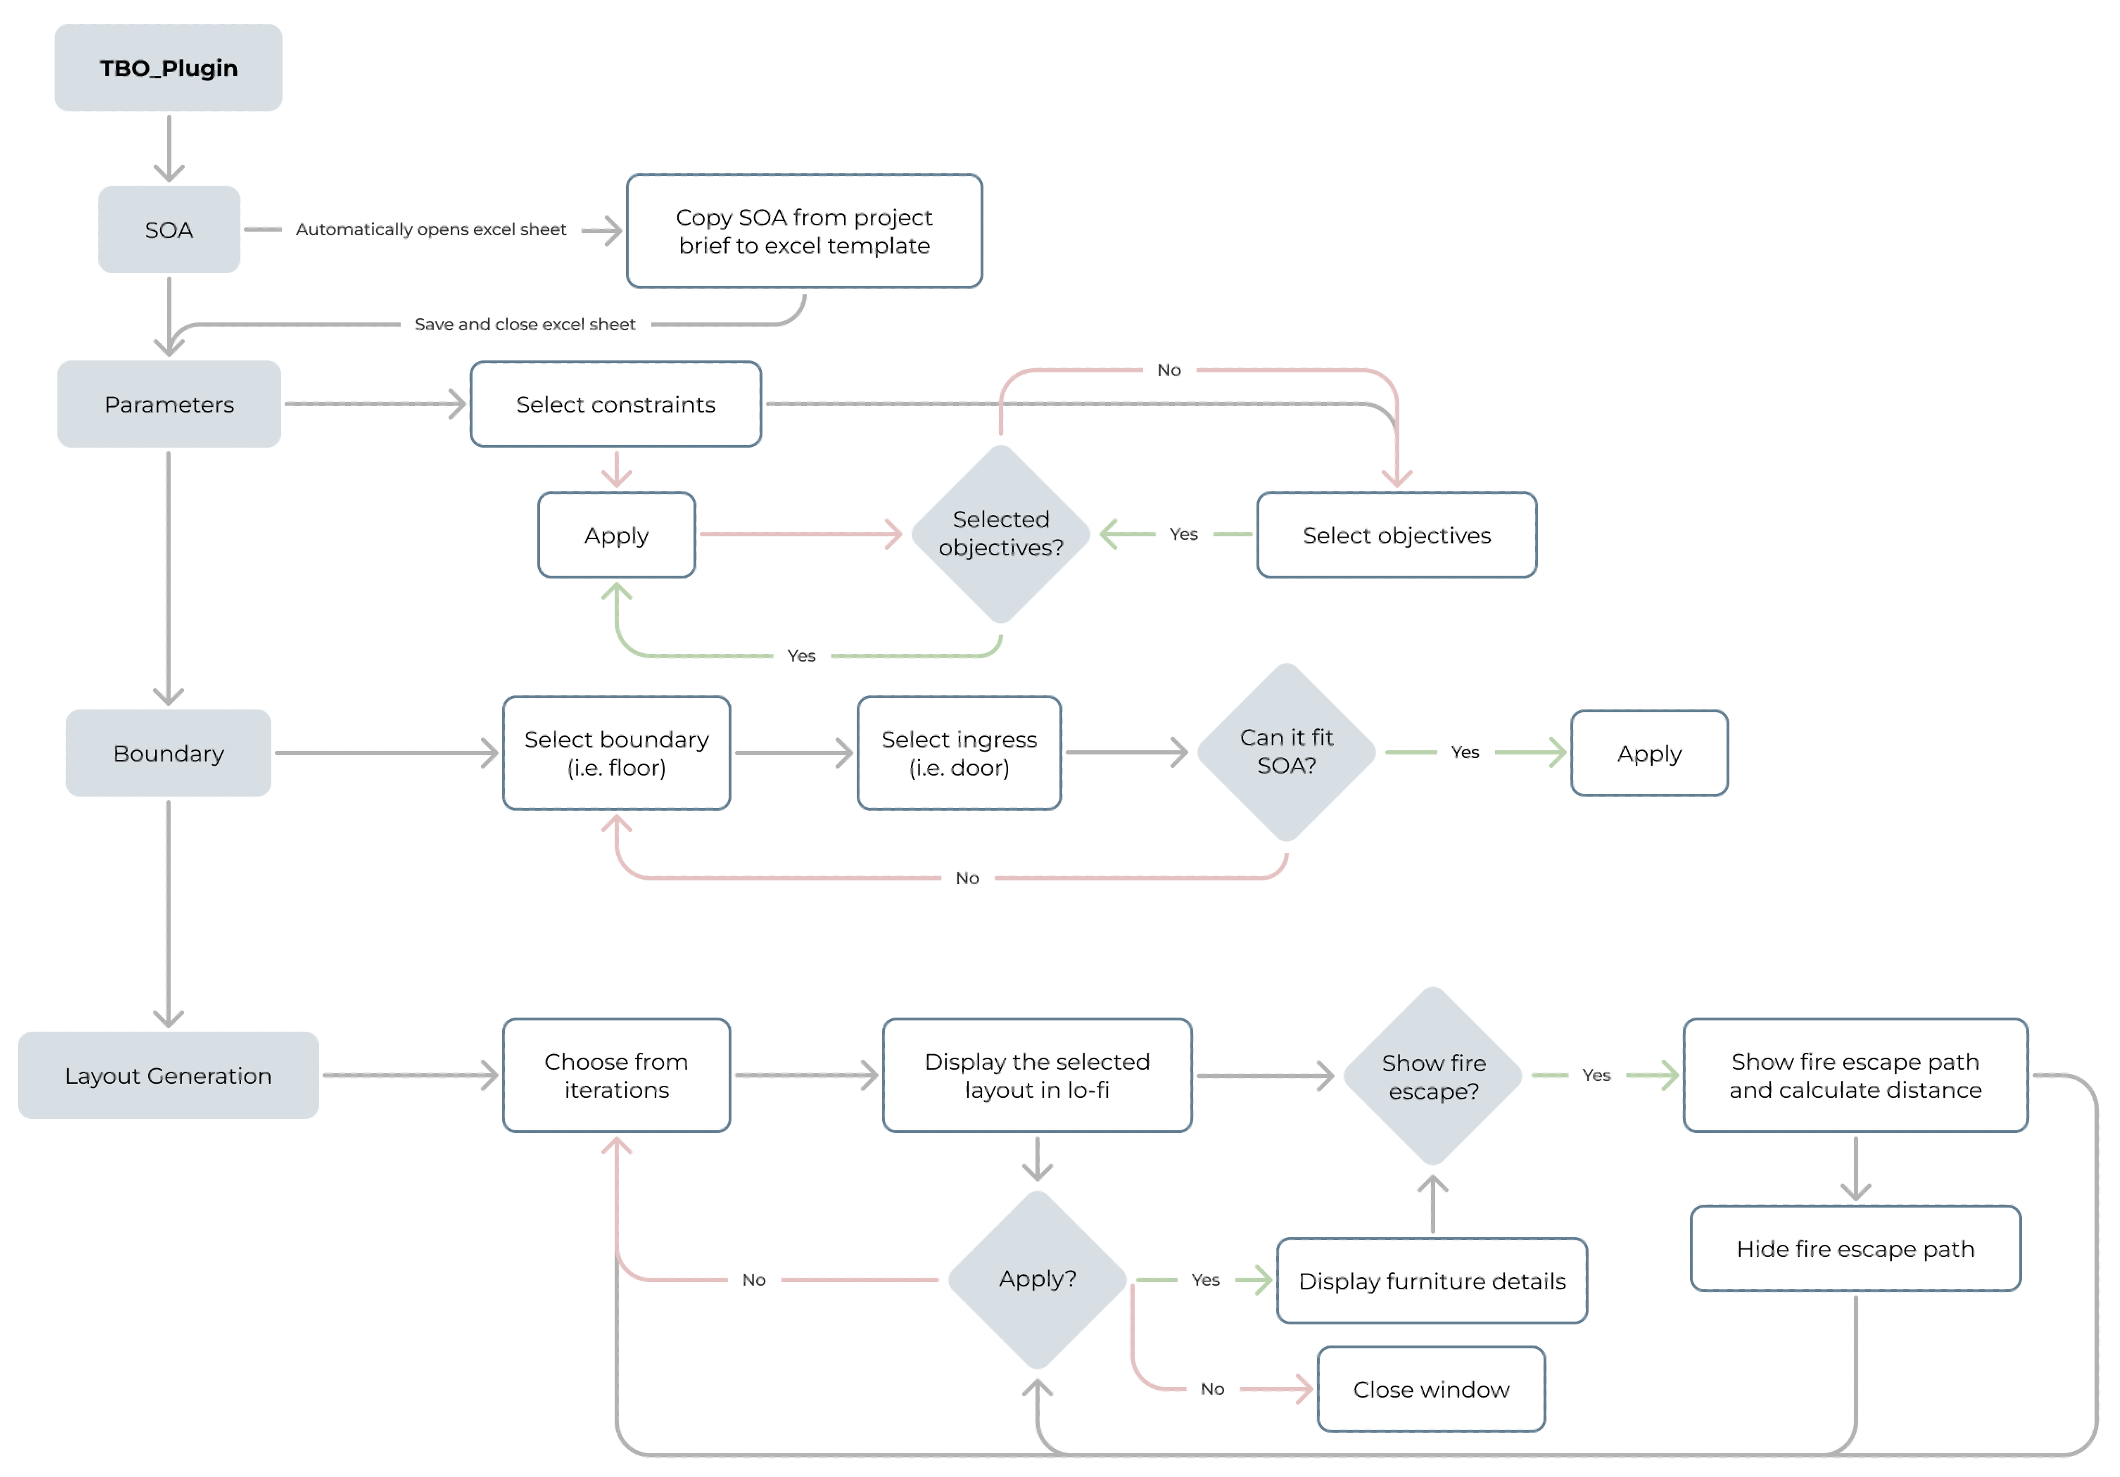 TBO_Plugin
SOA
Automatically opens excel sheet
Copy SOA from project
brief to excel template
Save and close excel sheet
Parameters
Select constraints
No
Apply
Selected
objectives?
Yes
Select objectives
Yes
Boundary
Select boundary
(i.e. floor)
Select ingress
(i.e. door)
Can it fit
SOA?
Yes
Apply
No
Layout Generation
Choose from
iterations
Display the selected
layout in lo-fi
Show fire
escape?
Yes
Show fire escape path
and calculate distance
Hide fire escape path
No
Apply?
Yes
Display furniture details
No
Close window